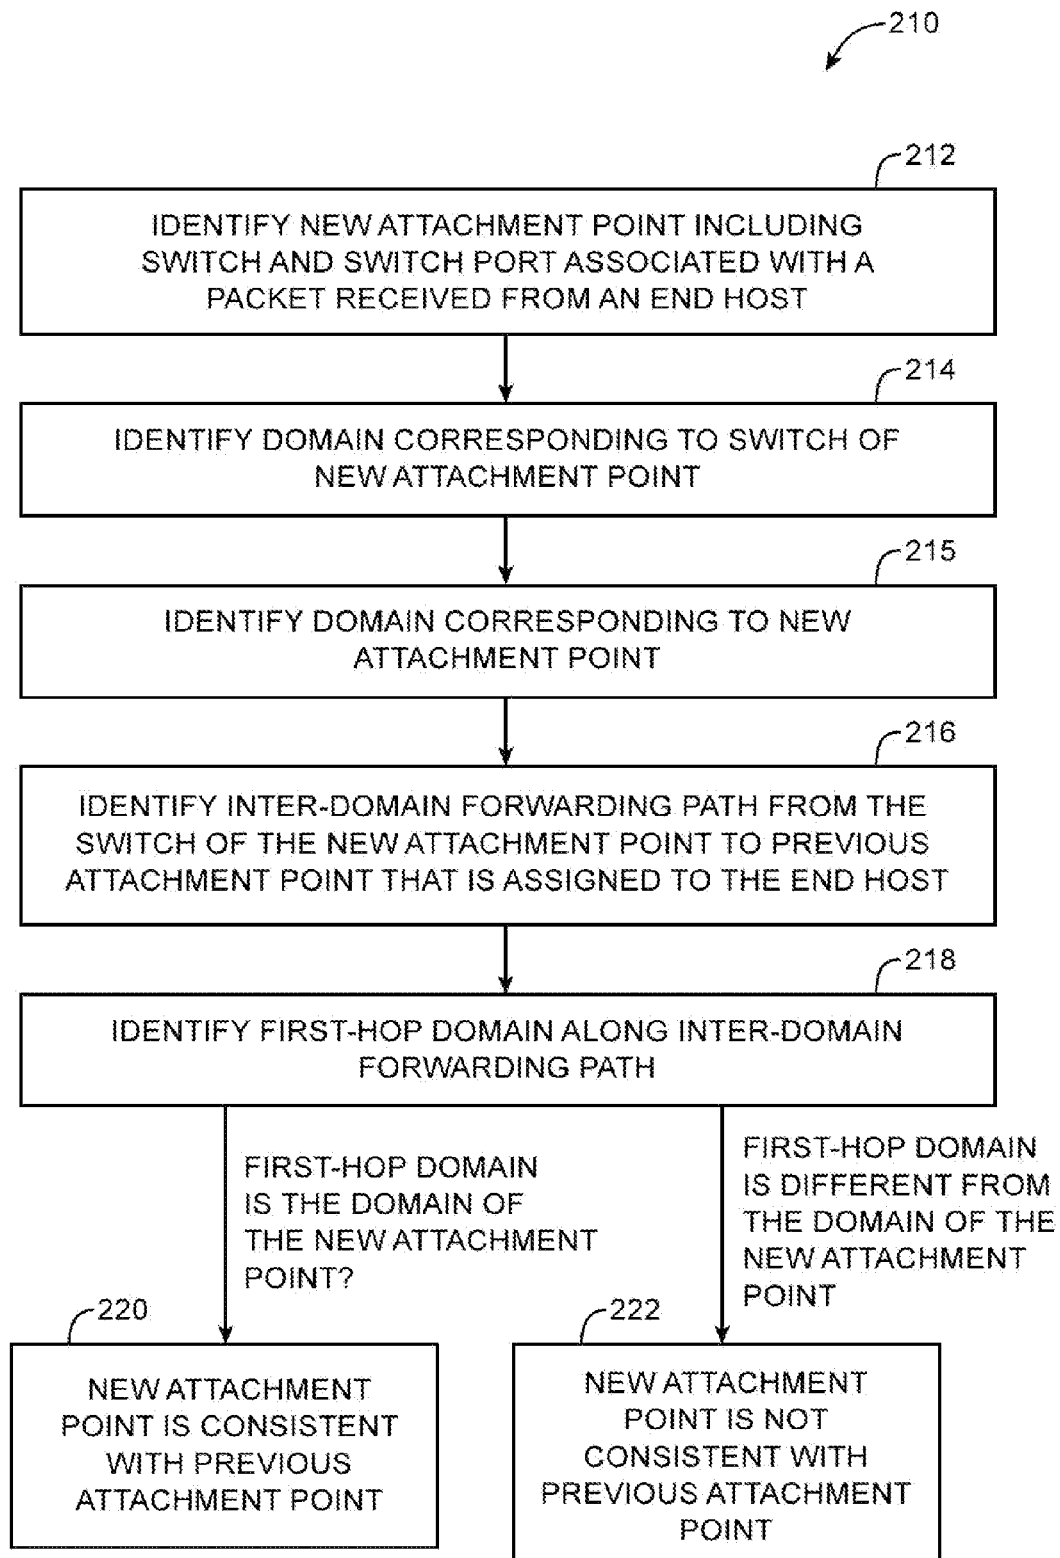 210
212
IDENTIFY NEW ATTACHMENT POINT INCLUDING
SWITCH AND SWITCH PORT ASSOCIATED WITH A
PACKET RECEIVED FROM AN END HOST
214
IDENTIFY DOMAIN CORRESPONDING TO SWITCH OF
NEW ATTACHMENT POINT
215
IDENTIFY DOMAIN CORRESPONDING TO NEW
ATTACHMENT POINT
216
IDENTIFY INTER-DOMAIN FORWARDING PATH FROM THE
SWITCH OF THE NEW ATTACHMENT POINT TO PREVIOUS
ATTACHMENT POINT THAT IS ASSIGNED TO THE END HOST
218
IDENTIFY FIRST-HOP DOMAIN ALONG INTER-DOMAIN
FORWARDING PATH
FIRST-HOP DOMAIN
IS THE DOMAIN OF
THE NEW ATTACHMENT
POINT?
FIRST-HOP DOMAIN
IS DIFFERENT FROM
THE DOMAIN OF THE
NEW ATTACHMENT
POINT
220
NEW ATTACHMENT
POINT IS CONSISTENT
WITH PREVIOUS
ATTACHMENT POINT
222
NEW ATTACHMENT
POINT IS NOT
CONSISTENT WITH
PREVIOUS ATTACHMENT
POINT